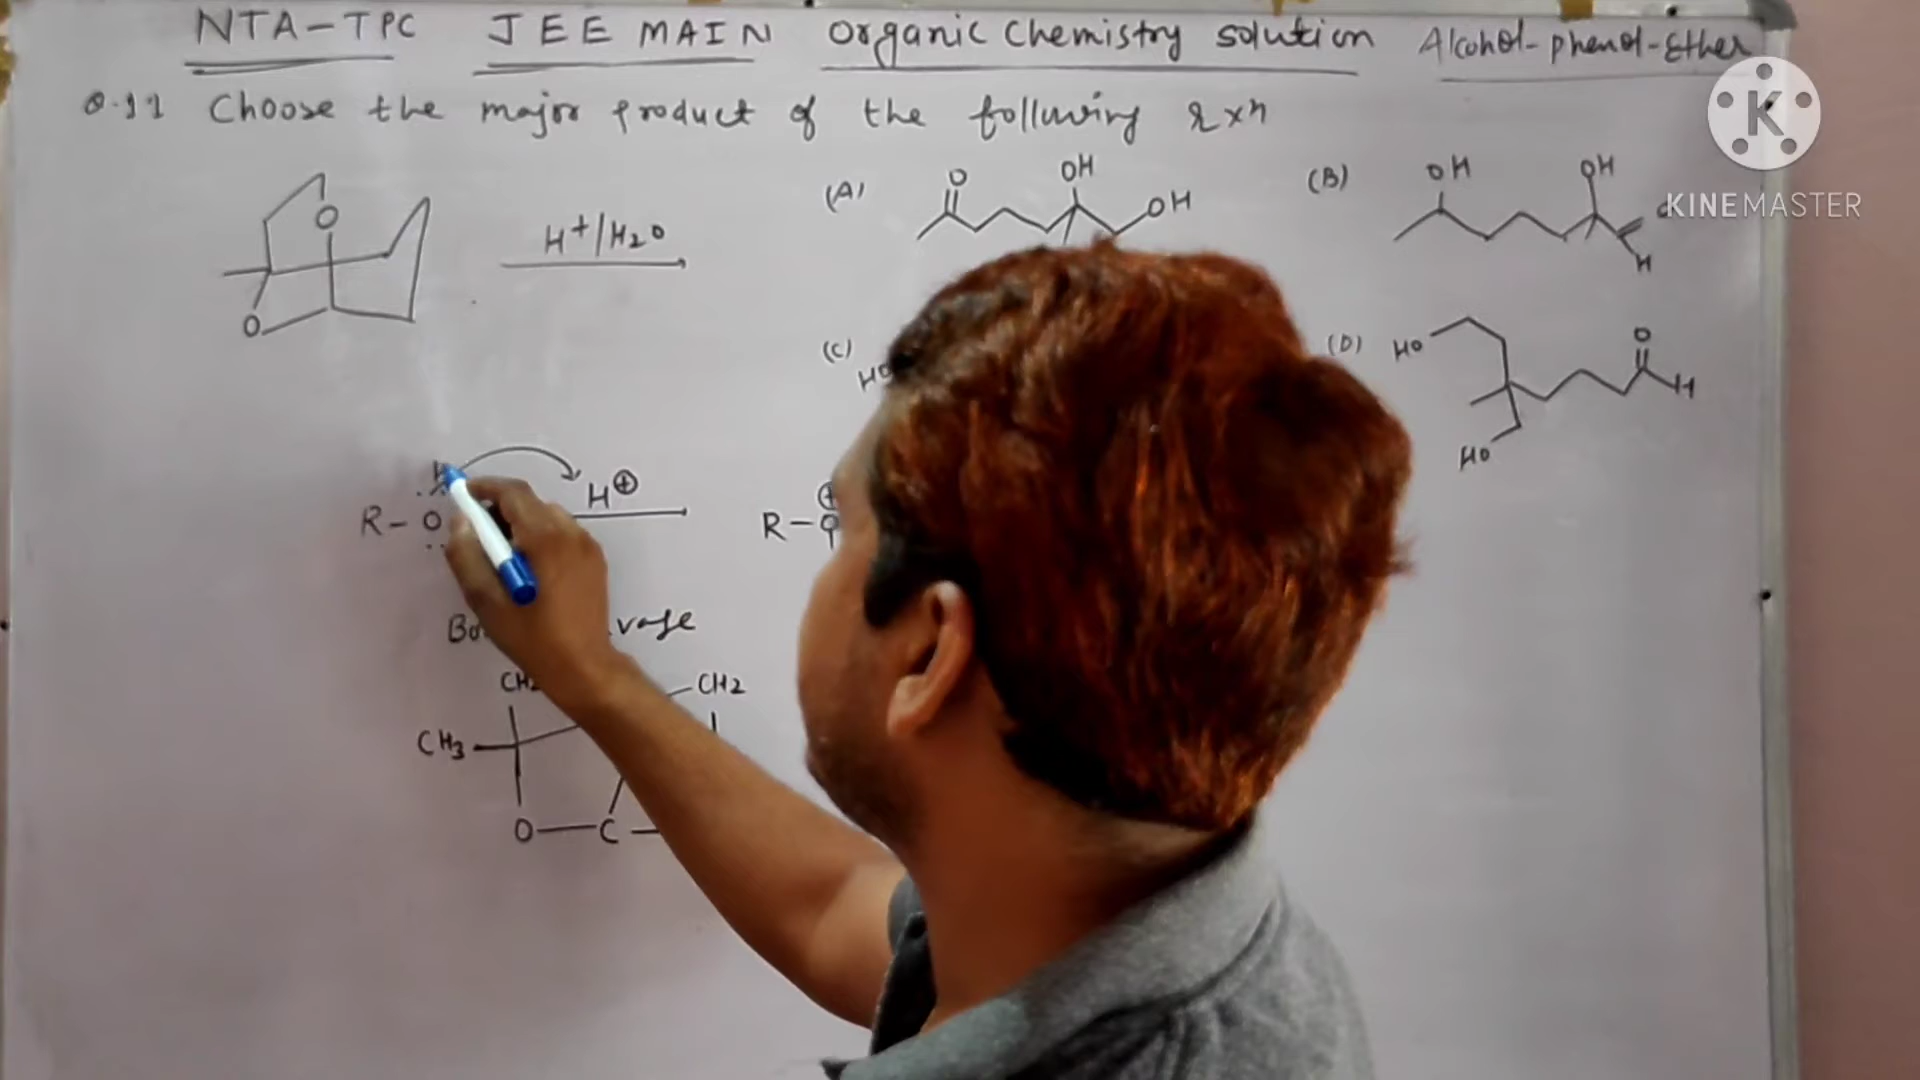 NTA-TPC JEE MAIN Organic Chemistry solution Alcohol-phenol-Ether
Q.11 Choose the major product of the following rxn
K
KINEMASTER
(A) O OH OH
(B) OH OH H
O
O
H+/H2O
(C) HO
(D) HO O H
HO
R-O H⊕
R-O ⊕
CH2
CH3
O-C